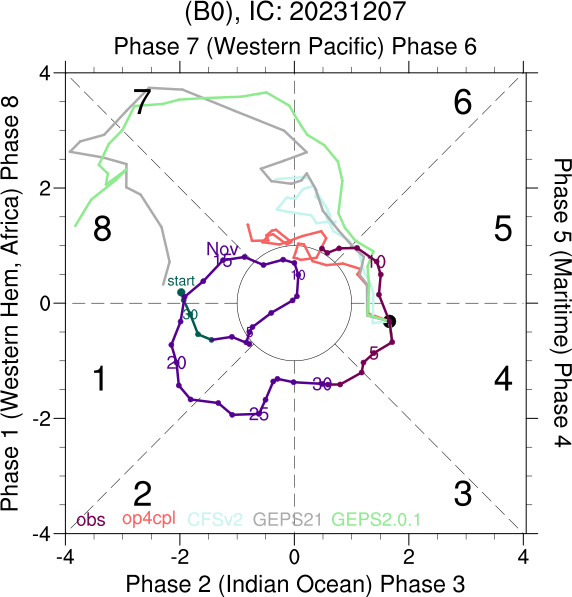 (B0), IC: 20231207
Phase 7 (Western Pacific) Phase 6
4
2
0
-2
-4
Phase 1 (Western Hem, Africa) Phase 8
7
6
8
5
1
4
2
3
Nov
15
10
10
start
30
5
5
20
25
30
obs op4cpl CFSv2 GEPS21 GEPS2.0.1
Phase 5 (Maritime) Phase 4
-4 -2 0 2 4
Phase 2 (Indian Ocean) Phase 3